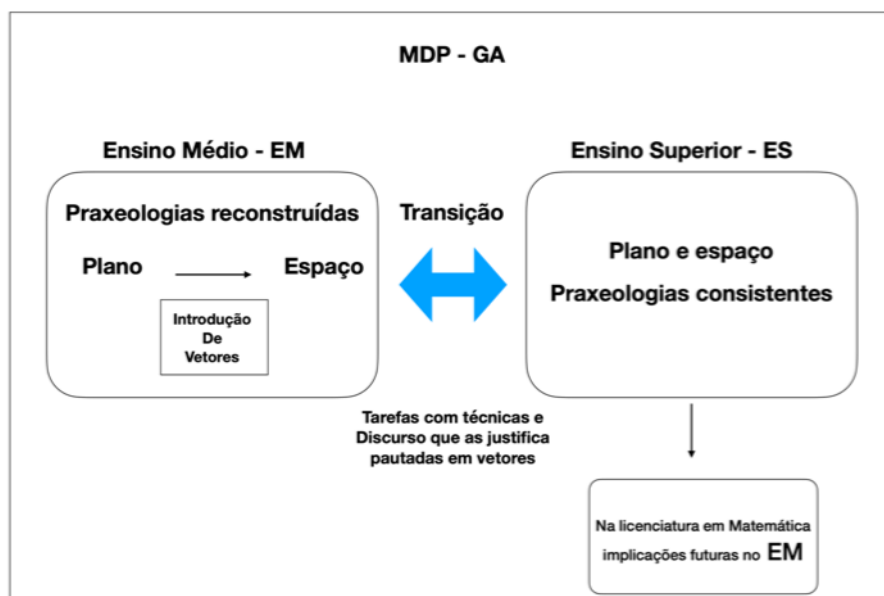 MDP - GA
Ensino Médio - EM
Praxeologias reconstruídas
Plano
Espaço
Introdução
De
Vetores
Transição
Tarefas com técnicas e
Discurso que as justifica
pautadas em vetores
Ensino Superior - ES
Plano e espaço
Praxeologias consistentes
Na licenciatura em Matemática
implicações futuras no EM